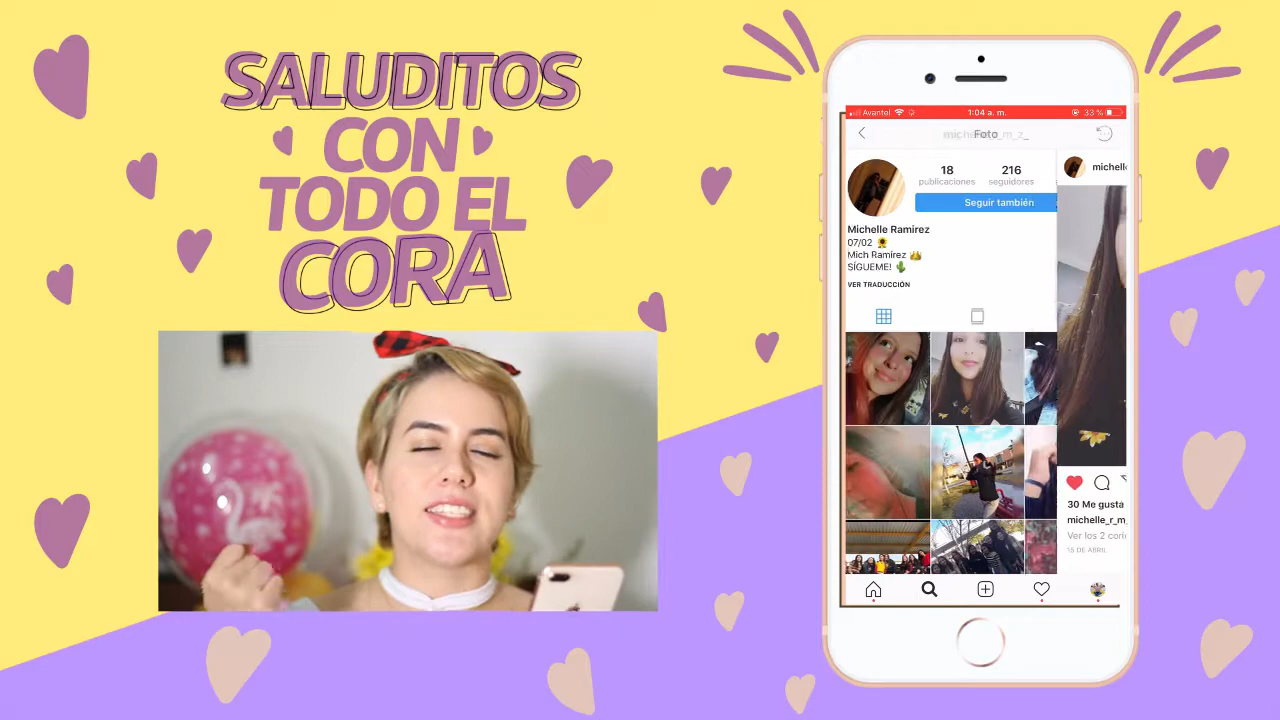 SALUDITOS
CON
TODO EL
CORA
Avantel
1:04 a. m.
33 %
Foto
18
publicaciones
216
seguidores
Seguir también
Michelle Ramirez
07/02
Mich Ramírez
SÍGUEME!
VER TRADUCCIÓN
michelle
30 Me gusta
michelle_r_m_
Ver los 2 com
15 DE ABRIL